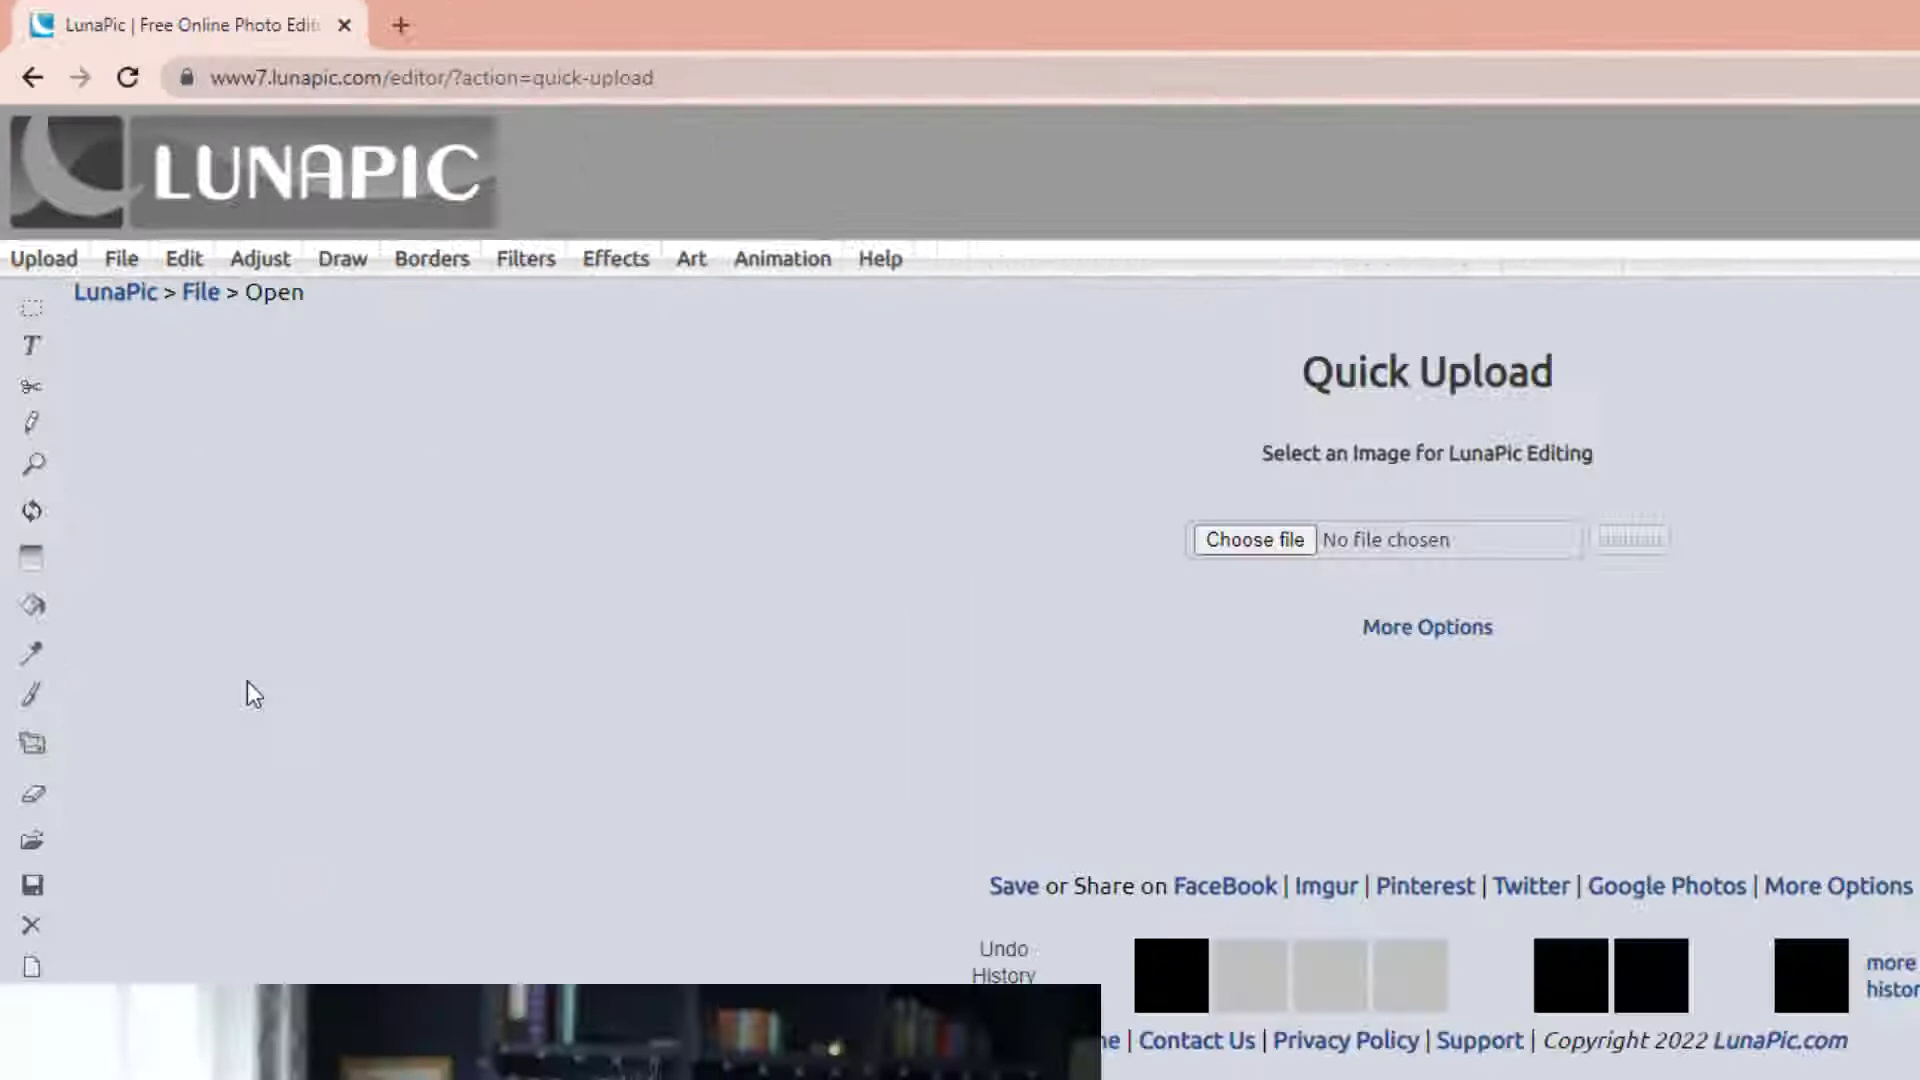 LunaPic | Free Online Photo Edit
www7.lunapic.com/editor/?action=quick-upload
LUNAPIC
Upload File Edit Adjust Draw Borders Filters Effects Art Animation Help
LunaPic > File > Open
T
Quick Upload
Select an Image for LunaPic Editing
Choose file No file chosen
More Options
Save or Share on FaceBook | Imgur | Pinterest | Twitter | Google Photos | More Options
Undo
History
more
histor
| Contact Us | Privacy Policy | Support | Copyright 2022 LunaPic.com